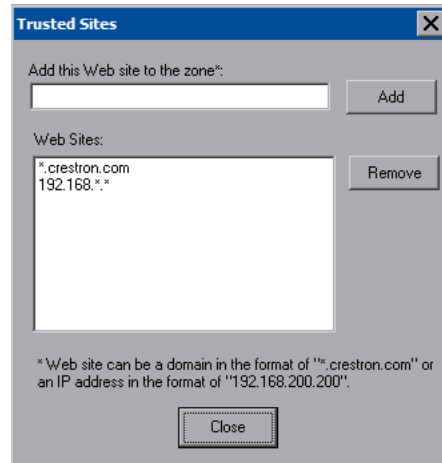 Trusted Sites
Add this Web site to the zone*:
Add
Web Sites:
*.crestron.com
192.168.*.*
Remove
* Web site can be a domain in the format of "*.crestron.com" or
an IP address in the format of "192.168.200.200".
Close